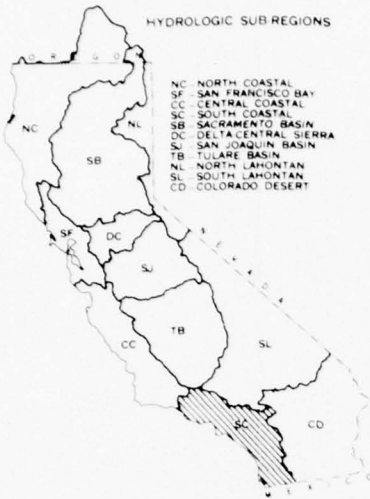 HYDROLOGIC SUB-REGIONS
O R E G O N
NC - NORTH COASTAL
SF - SAN FRANCISCO BAY
CC - CENTRAL COASTAL
SC - SOUTH COASTAL
SB - SACRAMENTO BASIN
DC - DELTA-CENTRAL SIERRA
SJ - SAN JOAQUIN BASIN
TB - TULARE BASIN
NL - NORTH LAHONTAN
SL - SOUTH LAHONTAN
CD - COLORADO DESERT
NC
NL
SB
SF
DC
N E V A D A
SJ
TB
CC
SL
SC
CD
M E X I C O